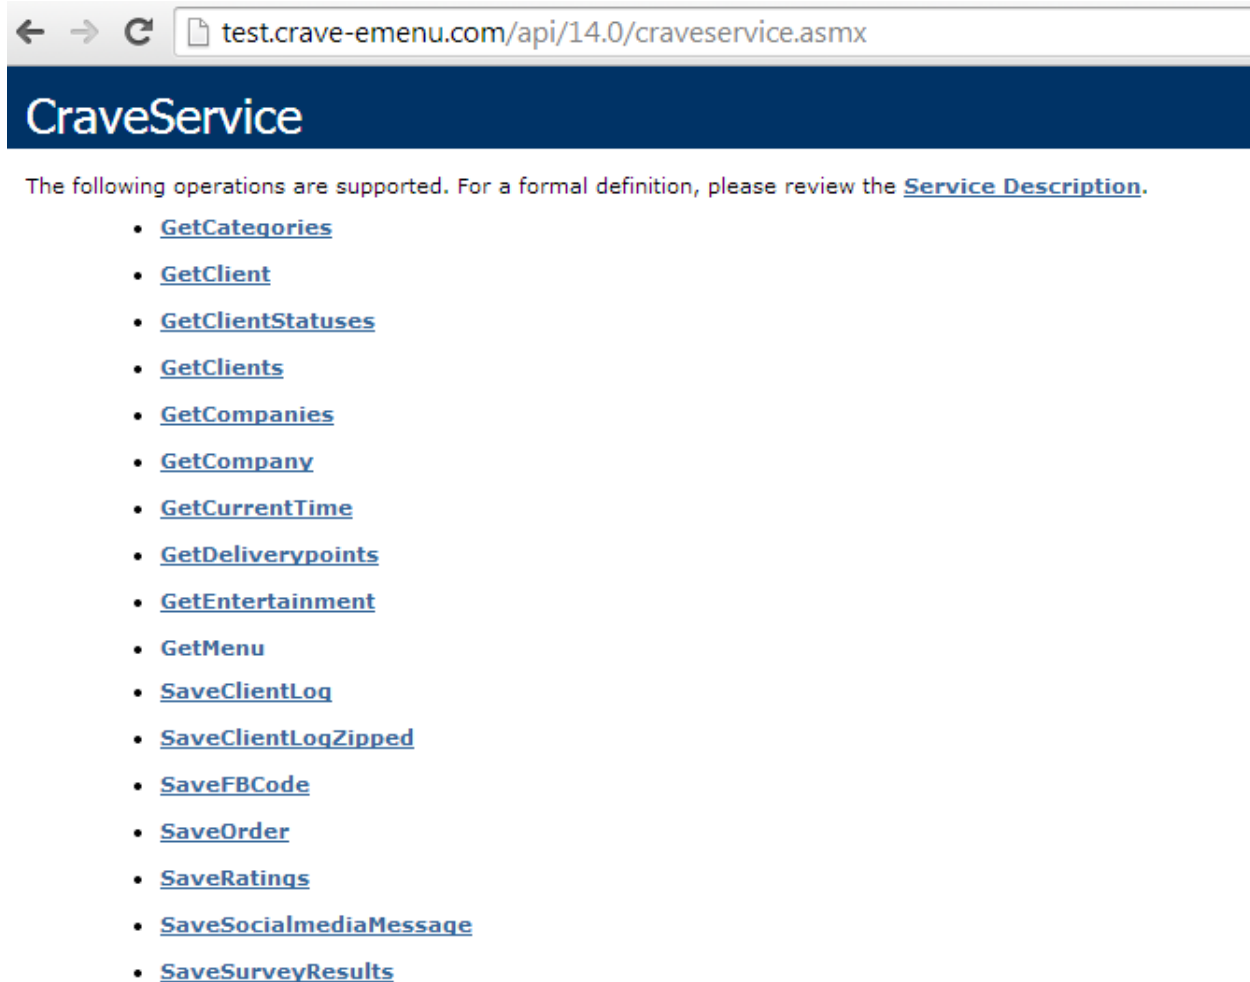 test.crave-emenu.com/api/14.0/craveservice.asmx
CraveService
The following operations are supported. For a formal definition, please review the Service Description.
• GetCategories
• GetClient
• GetClientStatuses
• GetClients
• GetCompanies
• GetCompany
• GetCurrentTime
• GetDeliverypoints
• GetEntertainment
• GetMenu
• SaveClientLog
• SaveClientLogZipped
• SaveFBCode
• SaveOrder
• SaveRatings
• SaveSocialmediaMessage
• SaveSurveyResults